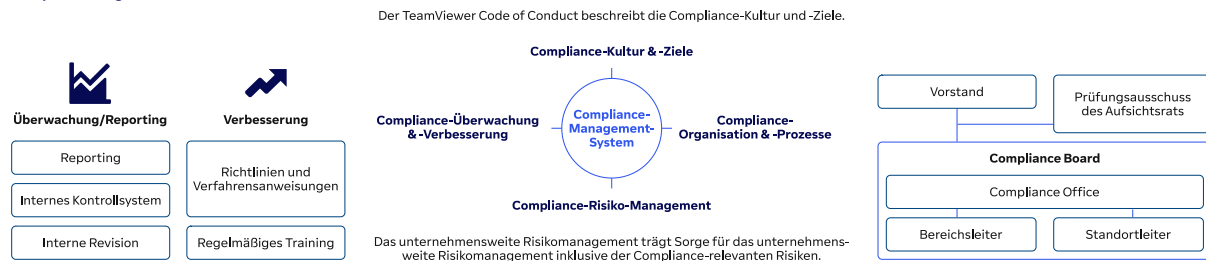 Der TeamViewer Code of Conduct beschreibt die Compliance-Kultur und -Ziele.
Überwachung/Reporting
Reporting
Internes Kontrollsystem
Interne Revision
Verbesserung
Richtlinien und
Verfahrensanweisungen
Regelmäßiges Training
Compliance-Kultur & -Ziele
Compliance-Überwachung
& -Verbesserung
Compliance-
Management-
System
Compliance-
Organisation & -Prozesse
Compliance-Risiko-Management
Das unternehmensweite Risikomanagement trägt Sorge für das unternehmens-
weite Risikomanagement inklusive der Compliance-relevanten Risiken.
Vorstand
Prüfungsausschuss
des Aufsichtsrats
Compliance Board
Compliance Office
Bereichsleiter
Standortleiter